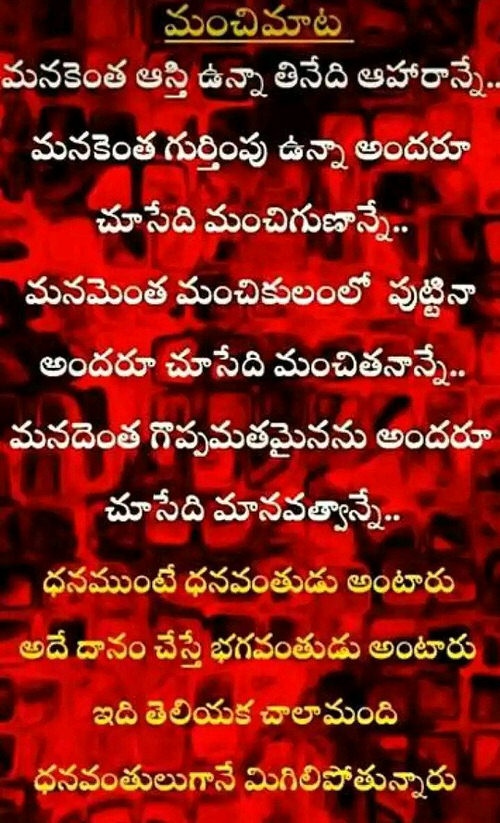 మంచిమాట
మనకెంత ఆస్తి ఉన్నా తినేది ఆహారాన్నే..
మనకెంత గుర్తింపు ఉన్నా అందరూ
చూసేది మంచిగుణాన్నే..
మనమెంత మంచికులంలో పుట్టినా
అందరూ చూసేది మంచితనాన్నే..
మనదెంత గొప్పమతమైనను అందరూ
చూసేది మానవత్వాన్నే..
ధనముంటే ధనవంతుడు అంటారు
అదే దానం చేస్తే భగవంతుడు అంటారు
ఇది తెలియక చాలామంది
ధనవంతులుగానే మిగిలిపోతున్నారు